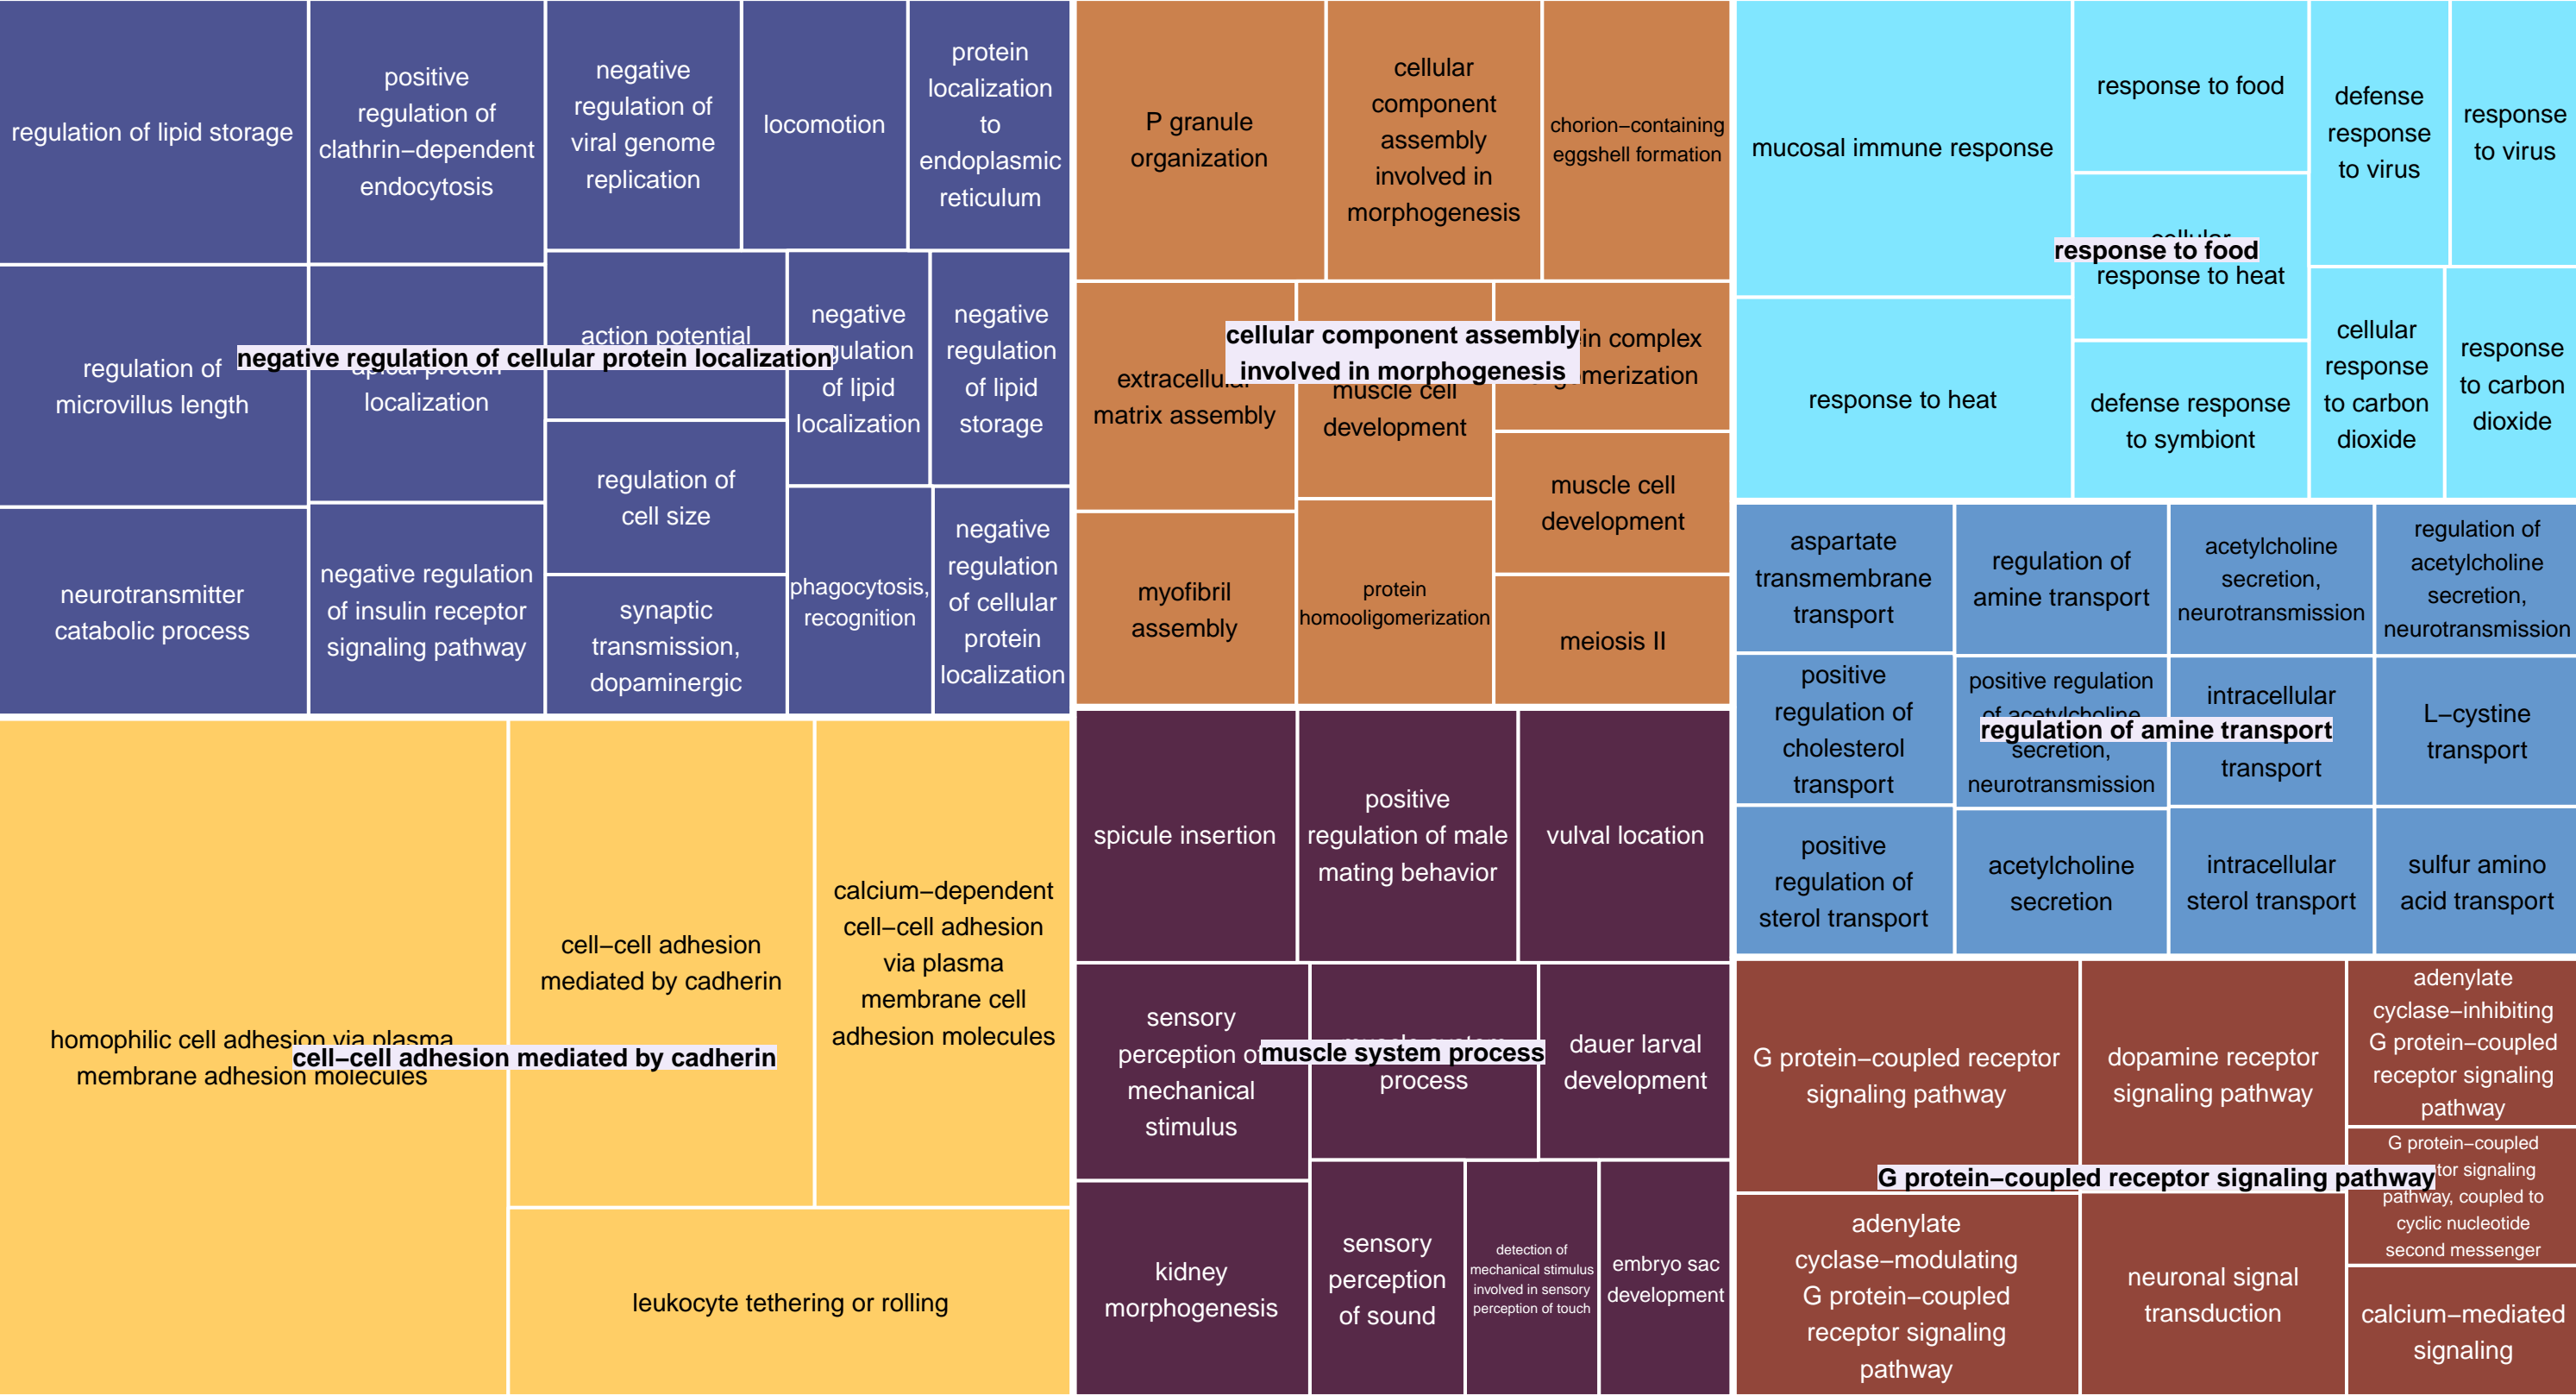 regulation of lipid storage
positive
regulation of
clathrin−dependent
endocytosis
negative
regulation of
viral genome
replication
locomotion
protein
localization
to
endoplasmic
reticulum
regulation of
microvillus length
localization
action potential
negative
regulation
of lipid
localization
negative
regulation
of lipid
storage
negative regulation of cellular protein localization
regulation of
cell size
neurotransmitter
catabolic process
negative regulation
of insulin receptor
signaling pathway
synaptic
transmission,
dopaminergic
phagocytosis,
recognition
negative
regulation
of cellular
protein
localization
homophilic cell adhesion via plasma
membrane adhesion molecules
cell−cell adhesion
mediated by cadherin
calcium−dependent
cell−cell adhesion
via plasma
membrane cell
adhesion molecules
cell−cell adhesion mediated by cadherin
leukocyte tethering or rolling
P granule
organization
cellular
component
assembly
involved in
morphogenesis
chorion−containing
eggshell formation
cellular component assembly
involved in morphogenesis
extracellular
matrix assembly
muscle cell
development
complex
muscle cell
development
myofibril
assembly
protein
homooligomerization
meiosis II
spicule insertion
positive
regulation of male
mating behavior
vulval location
sensory
perception of
mechanical
stimulus
muscle system process
process
dauer larval
development
kidney
morphogenesis
sensory
perception
of sound
detection of
mechanical stimulus
involved in sensory
perception of touch
embryo sac
development
mucosal immune response
response to food
defense
response
to virus
response
to virus
response to food
response to heat
response to heat
defense response
to symbiont
cellular
response
to carbon
dioxide
response
to carbon
dioxide
aspartate
transmembrane
transport
regulation of
amine transport
acetylcholine
secretion,
neurotransmission
regulation of
acetylcholine
secretion,
neurotransmission
positive
regulation of
cholesterol
transport
positive regulation
of acetylcholine
secretion,
neurotransmission
intracellular
transport
L−cystine
transport
regulation of amine transport
positive
regulation of
sterol transport
acetylcholine
secretion
intracellular
sterol transport
sulfur amino
acid transport
G protein−coupled receptor
signaling pathway
dopamine receptor
signaling pathway
adenylate
cyclase−inhibiting
G protein−coupled
receptor signaling
pathway
G protein−coupled receptor signaling pathway
G protein−coupled
signaling
pathway, coupled to
cyclic nucleotide
second messenger
adenylate
cyclase−modulating
G protein−coupled
receptor signaling
pathway
neuronal signal
transduction
calcium−mediated
signaling